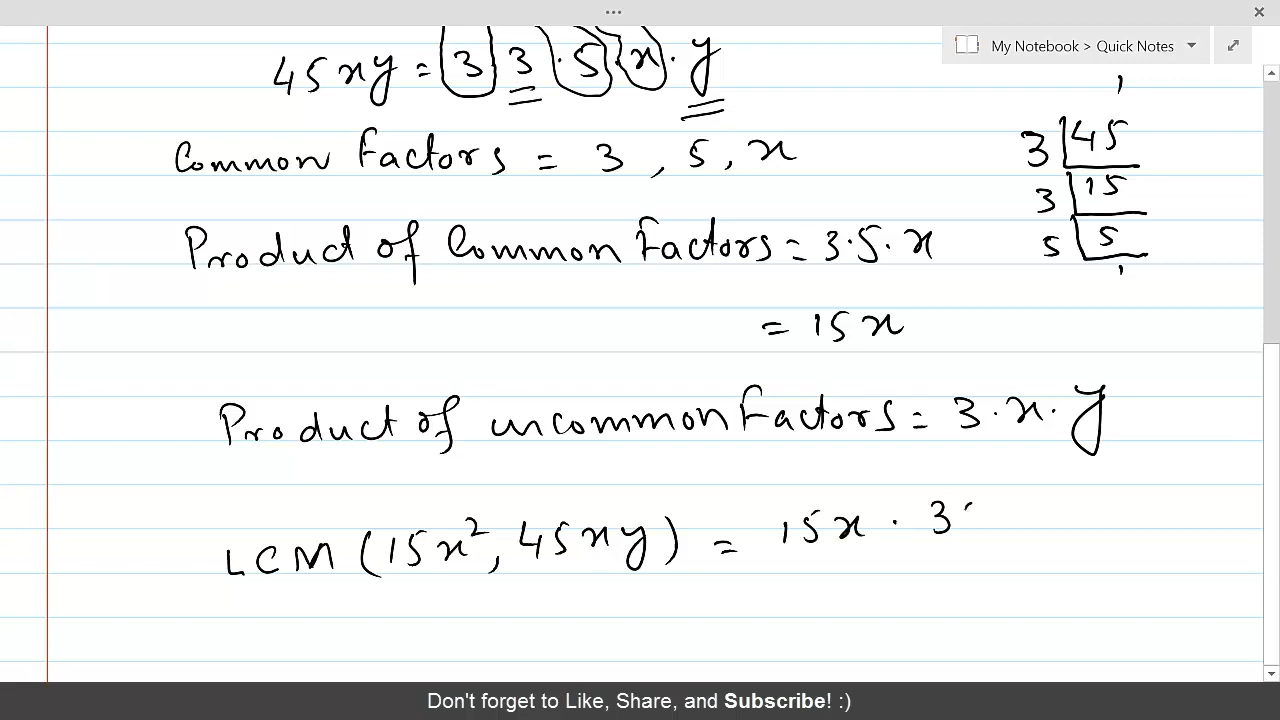 ...
My Notebook > Quick Notes
45xy = 3 3 · 5 · x · y
Common Factors = 3 , 5 , x
Product of Common Factors = 3·5·x
= 15x
Product of uncommon Factors = 3·x·y
LCM (15x², 45xy) = 15x · 3
3 45
3 15
5 5
1
Don't forget to Like, Share, and Subscribe! :)